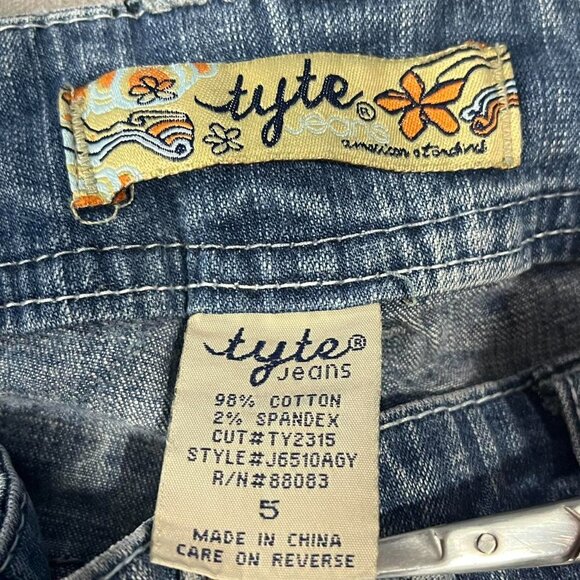 tyte®
Jeans
american standard
tyte®
Jeans
98% COTTON
2% SPANDEX
CUT#TY2315
STYLE#J6510AGY
R/N#88083
5
MADE IN CHINA
CARE ON REVERSE